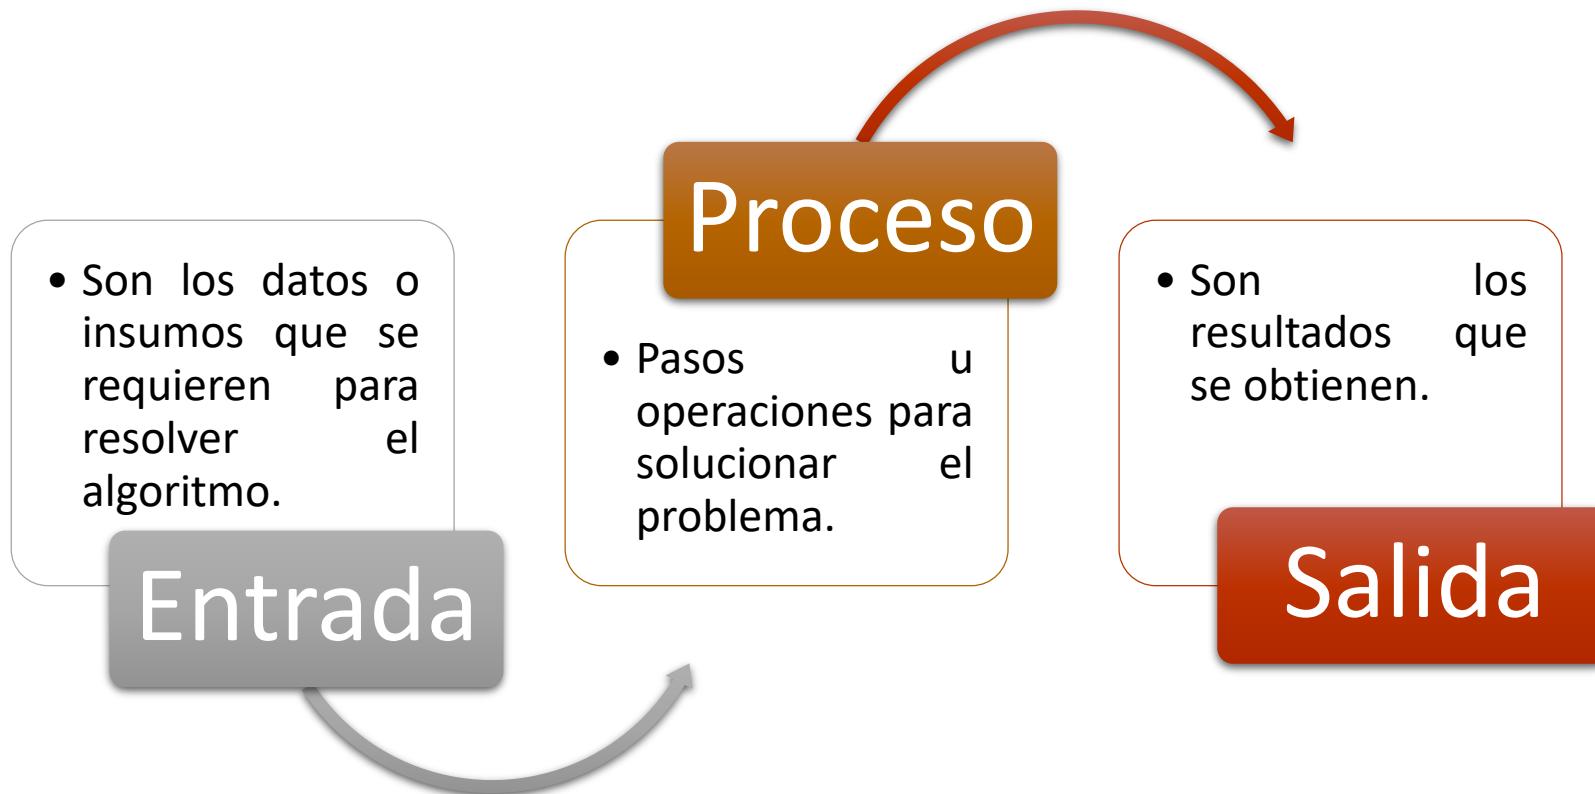 • Son los datos o
insumos que se
requieren para
resolver el
algoritmo.
Entrada
Proceso
• Pasos u
operaciones para
solucionar el
problema.
• Son los
resultados que
se obtienen.
Salida